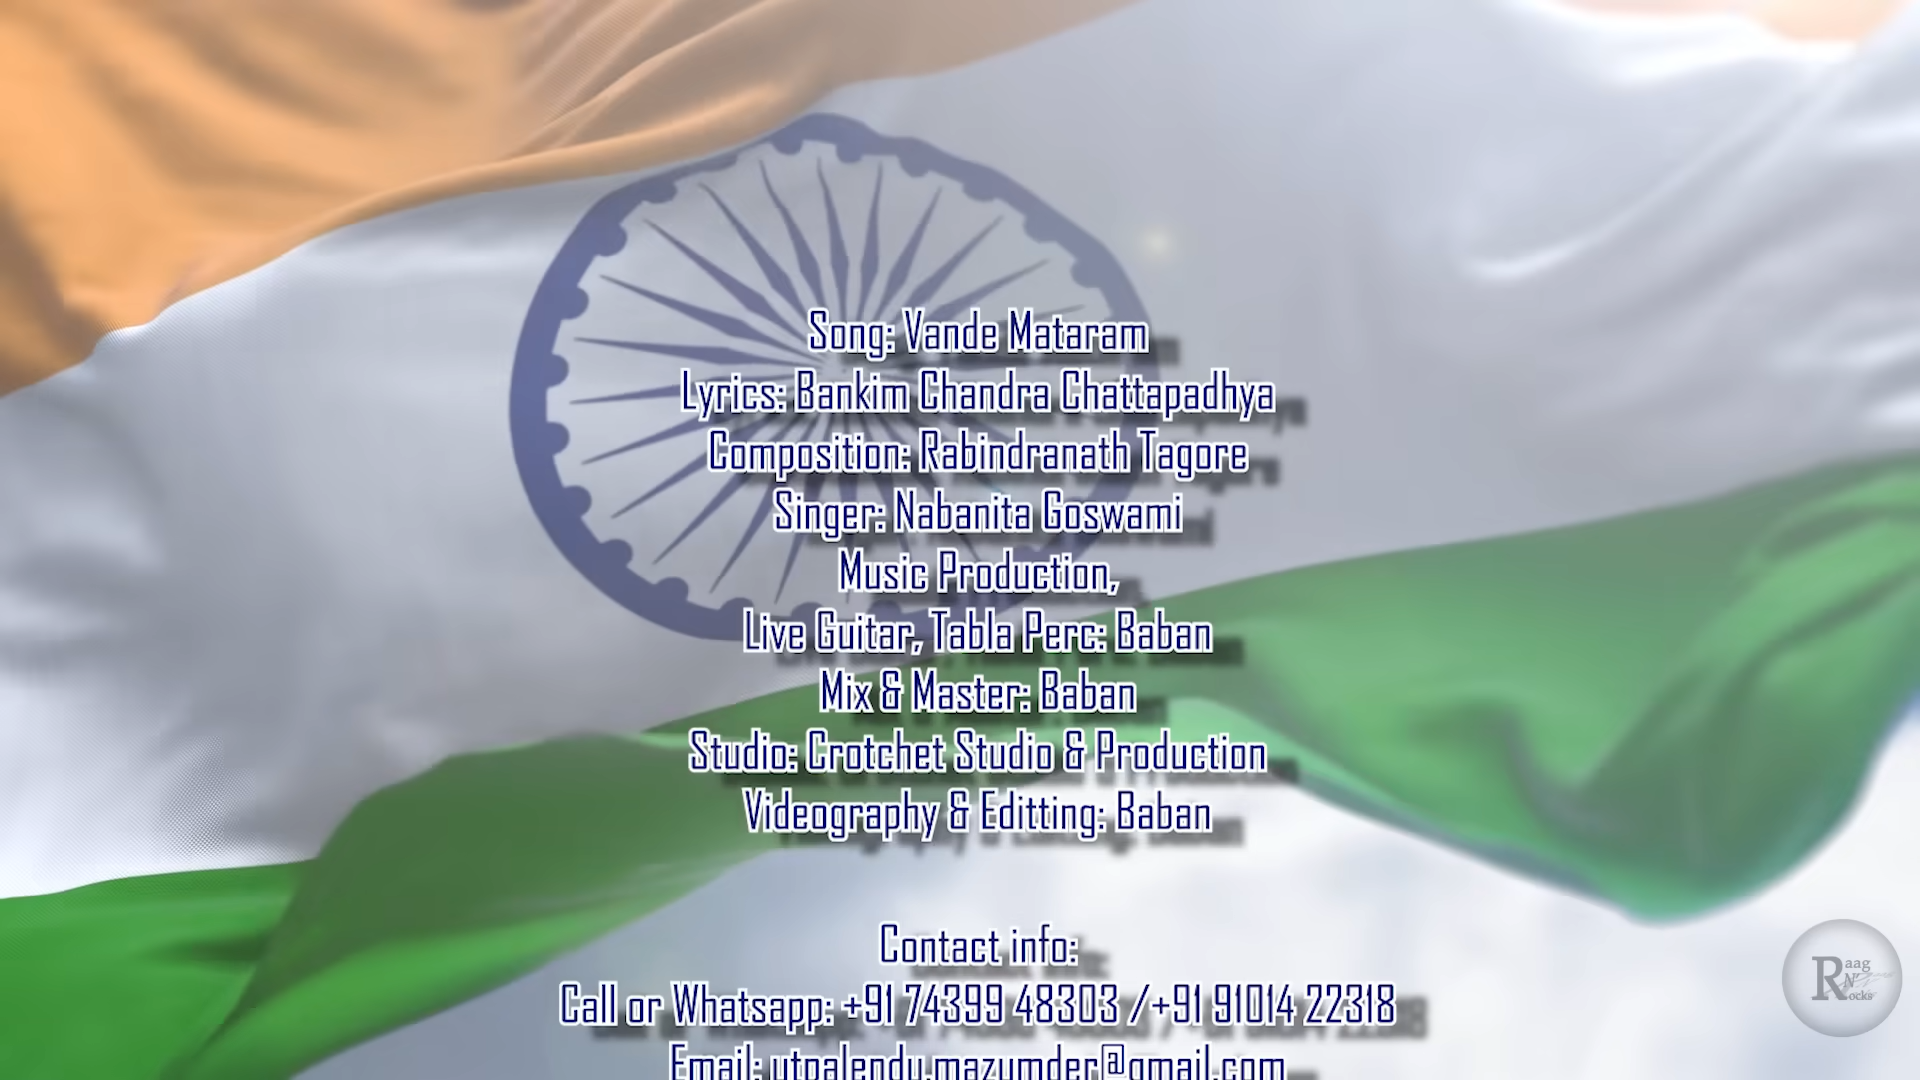 Song: Vande Mataram
Lyrics: Bankim Chandra Chattapadhya
Composition: Rabindranath Tagore
Singer: Nabanita Goswami
Music Production,
Live Guitar, Tabla Perc: Baban
Mix & Master: Baban
Studio: Crotchet Studio & Production
Videography & Editting: Baban
Contact info:
Call or Whatsapp: +91 74399 48303 /+91 91014 22318
Email: utpalendu.mazumder@gmail.com
Raag
N
Rocks